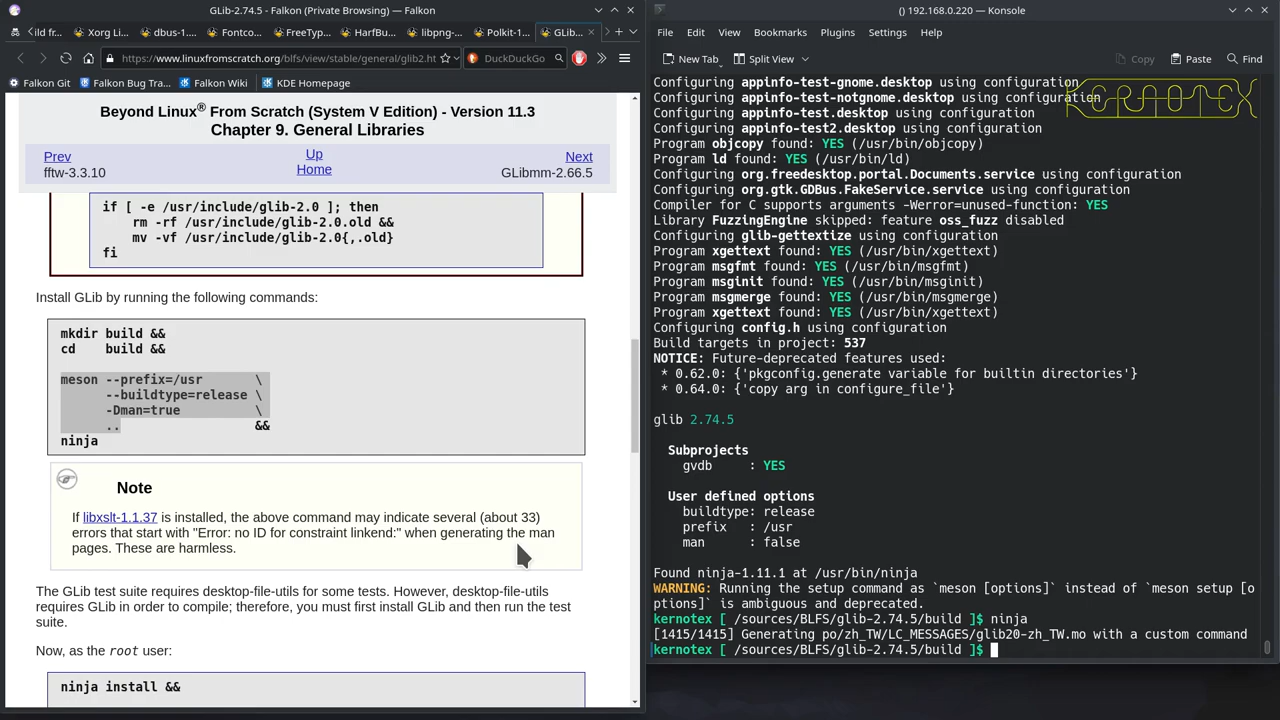 GLib-2.74.5 - Falkon (Private Browsing) — Falkon
ild fr...
Xorg Li...
dbus-1...
Fontco...
FreeTyp...
HarfBu...
libpng-...
Polkit-1...
GLib...
https://www.linuxfromscratch.org/blfs/view/stable/general/glib2.ht
DuckDuckGo
Falkon Git
Falkon Bug Tra...
Falkon Wiki
KDE Homepage
Beyond Linux® From Scratch (System V Edition) - Version 11.3
Chapter 9. General Libraries
Prev
Up
Next
fftw-3.3.10
Home
GLibmm-2.66.5
if [ -e /usr/include/glib-2.0 ]; then
rm -rf /usr/include/glib-2.0.old &&
mv -vf /usr/include/glib-2.0{,.old}
fi
Install GLib by running the following commands:
mkdir build &&
cd build &&
meson --prefix=/usr \
--buildtype=release \
-Dman=true \
.. &&
ninja
Note
If libxslt-1.1.37 is installed, the above command may indicate several (about 33)
errors that start with "Error: no ID for constraint linkend:" when generating the man
pages. These are harmless.
The GLib test suite requires desktop-file-utils for some tests. However, desktop-file-utils
requires GLib in order to compile; therefore, you must first install GLib and then run the test
suite.
Now, as the root user:
ninja install &&
() 192.168.0.220 — Konsole
File Edit View Bookmarks Plugins Settings Help
New Tab
Split View
Copy
Paste
Find
KERNOTEX
Configuring appinfo-test-gnome.desktop using configuration
Configuring appinfo-test-notgnome.desktop using configuration
Configuring appinfo-test.desktop using configuration
Configuring appinfo-test2.desktop using configuration
Program objcopy found: YES (/usr/bin/objcopy)
Program ld found: YES (/usr/bin/ld)
Configuring org.freedesktop.portal.Documents.service using configuration
Configuring org.gtk.GDBus.FakeService.service using configuration
Compiler for C supports arguments -Werror=unused-function: YES
Library FuzzingEngine skipped: feature oss_fuzz disabled
Configuring glib-gettextize using configuration
Program xgettext found: YES (/usr/bin/xgettext)
Program msgfmt found: YES (/usr/bin/msgfmt)
Program msginit found: YES (/usr/bin/msginit)
Program msgmerge found: YES (/usr/bin/msgmerge)
Program xgettext found: YES (/usr/bin/xgettext)
Configuring config.h using configuration
Build targets in project: 537
NOTICE: Future-deprecated features used:
* 0.62.0: {'pkgconfig.generate variable for builtin directories'}
* 0.64.0: {'copy arg in configure_file'}
glib 2.74.5
Subprojects
gvdb : YES
User defined options
buildtype: release
prefix : /usr
man : false
Found ninja-1.11.1 at /usr/bin/ninja
WARNING: Running the setup command as `meson [options]` instead of `meson setup [o
ptions]` is ambiguous and deprecated.
kernotex [ /sources/BLFS/glib-2.74.5/build ]$ ninja
[1415/1415] Generating po/zh_TW/LC_MESSAGES/glib20-zh_TW.mo with a custom command
kernotex [ /sources/BLFS/glib-2.74.5/build ]$